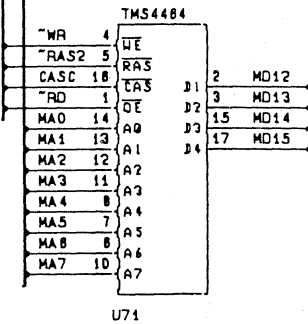 TMS4464
~WR 4 WE
~RAS2 5 RAS
CASC 16 CAS D1 2 MD12
~RD 1 OE D2 3 MD13
MA0 14 A0 D3 15 MD14
MA1 13 A1 D4 17 MD15
MA2 12 A2
MA3 11 A3
MA4 8 A4
MA5 7 A5
MA6 6 A6
MA7 10 A7
U71